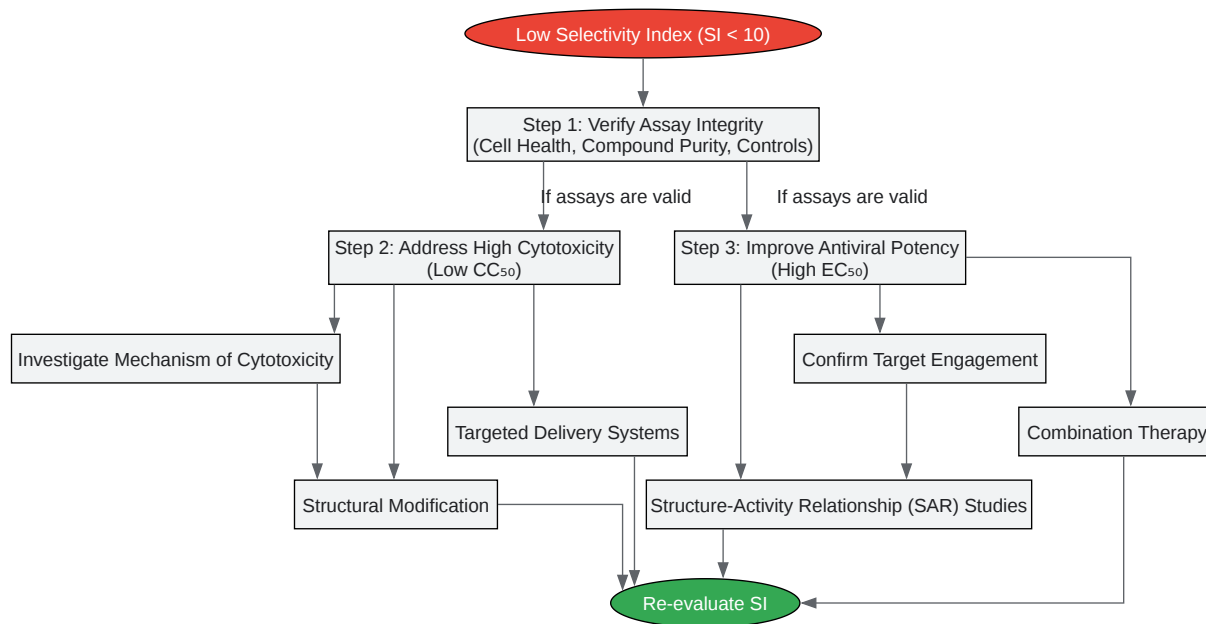 Low Selectivity Index (SI < 10)
Step 1: Verify Assay Integrity
(Cell Health, Compound Purity, Controls)
If assays are valid
If assays are valid
Step 2: Address High Cytotoxicity
(Low CC₅₀)
Step 3: Improve Antiviral Potency
(High EC₅₀)
Investigate Mechanism of Cytotoxicity
Confirm Target Engagement
Targeted Delivery Systems
Combination Therapy
Structural Modification
Structure-Activity Relationship (SAR) Studies
Re-evaluate SI